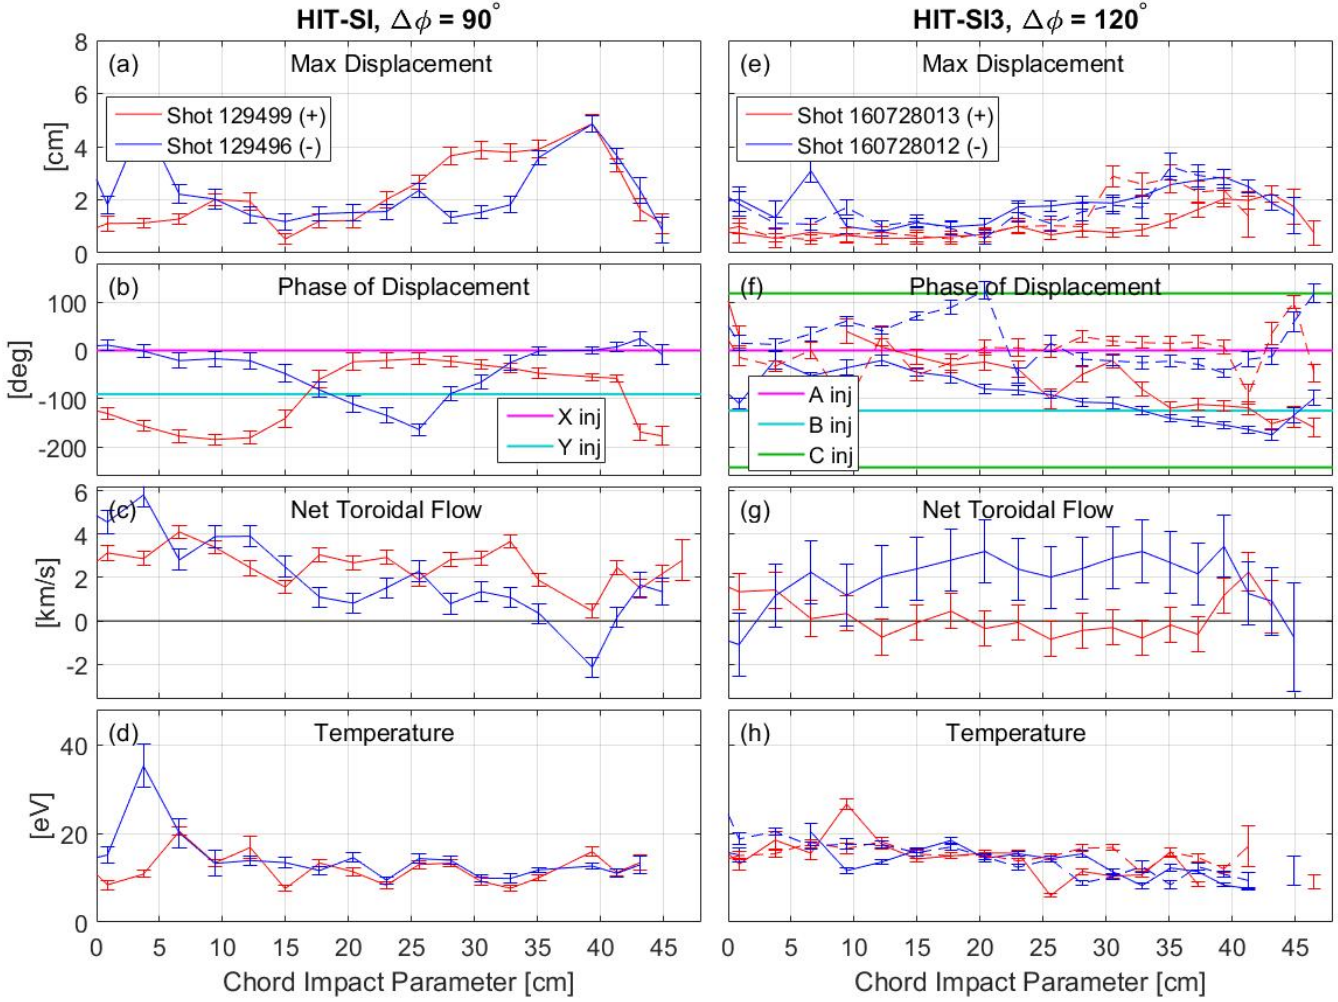 HIT-SI, Δϕ = 90°
HIT-SI3, Δϕ = 120°
(a) Max Displacement
8
6
4
2
0
[cm]
Shot 129499 (+)
Shot 129496 (-)
(e) Max Displacement
Shot 160728013 (+)
Shot 160728012 (-)
(b) Phase of Displacement
100
0
-100
-200
[deg]
X inj
Y inj
(f) Phase of Displacement
A inj
B inj
C inj
(c) Net Toroidal Flow
6
4
2
0
-2
[km/s]
(g) Net Toroidal Flow
(d) Temperature
40
20
0
[eV]
(h) Temperature
0 5 10 15 20 25 30 35 40 45
Chord Impact Parameter [cm]
0 5 10 15 20 25 30 35 40 45
Chord Impact Parameter [cm]